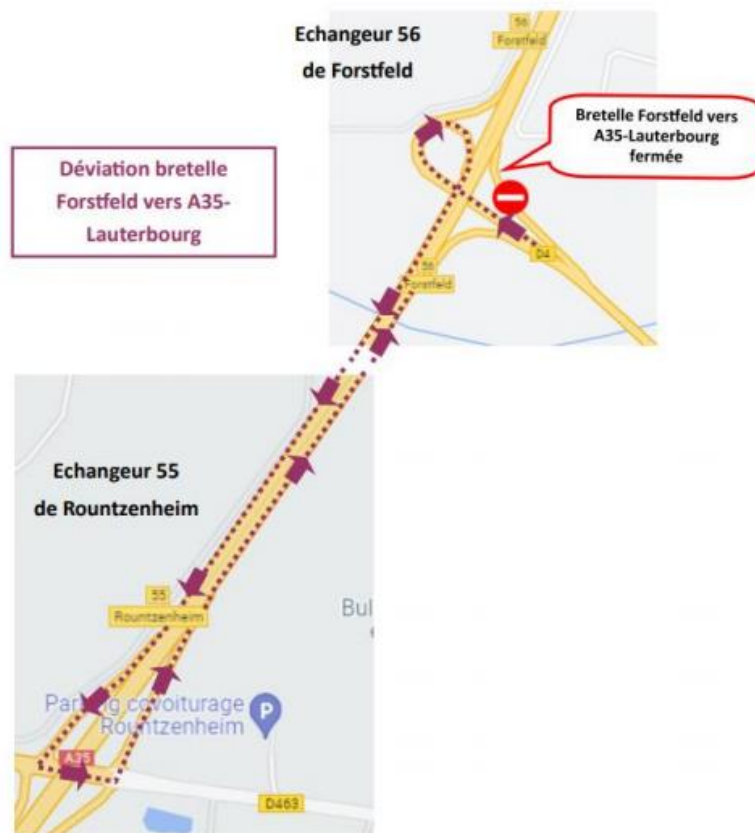 Echangeur 56
de Forstfeld
56
Forstfeld
Bretelle Forstfeld vers
A35-Lauterbourg
fermée
Déviation bretelle
Forstfeld vers A35-
Lauterbourg
D4
56
Forstfeld
Echangeur 55
de Rountzenheim
55
Rountzenheim
Bul
e
Parking covoiturage
Rountzenheim
P
A35
D463